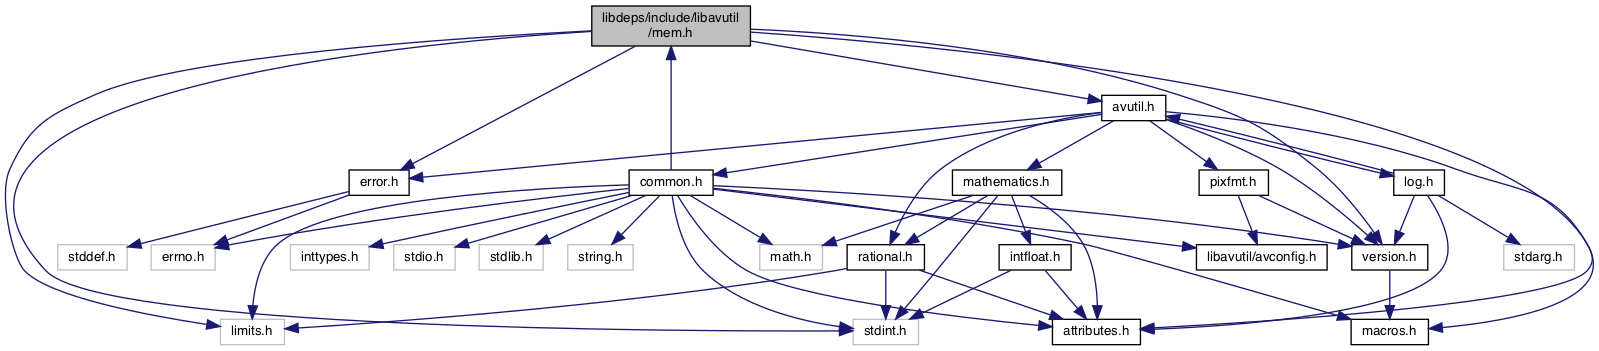 libdeps/include/libavutil
/mem.h
avutil.h
error.h
common.h
mathematics.h
pixfmt.h
log.h
stddef.h
errno.h
inttypes.h
stdio.h
stdlib.h
string.h
math.h
rational.h
intfloat.h
libavutil/avconfig.h
version.h
stdarg.h
limits.h
stdint.h
attributes.h
macros.h